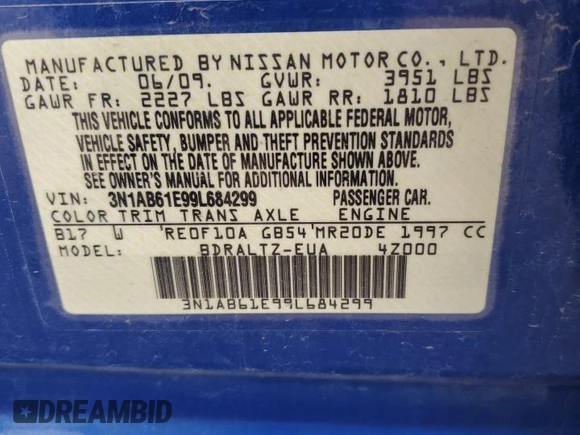 MANUFACTURED BY NISSAN MOTOR CO., LTD.
DATE: 06/09. GVWR: 3951 LBS
GAWR FR: 2227 LBS GAWR RR: 1810 LBS
THIS VEHICLE CONFORMS TO ALL APPLICABLE FEDERAL MOTOR,
VEHICLE SAFETY, BUMPER AND THEFT PREVENTION STANDARDS
IN EFFECT ON THE DATE OF MANUFACTURE SHOWN ABOVE.
SEE OWNER'S MANUAL FOR ADDITIONAL INFORMATION.
VIN: 3N1AB61E99L684299 PASSENGER CAR.
COLOR TRIM TRANS AXLE ENGINE
B17 W 'RE0F10A GB54'MR20DE 1997 CC
MODEL: BDRALTZ-EUA 4Z000
3N1AB61E99L684299
DREAMBID